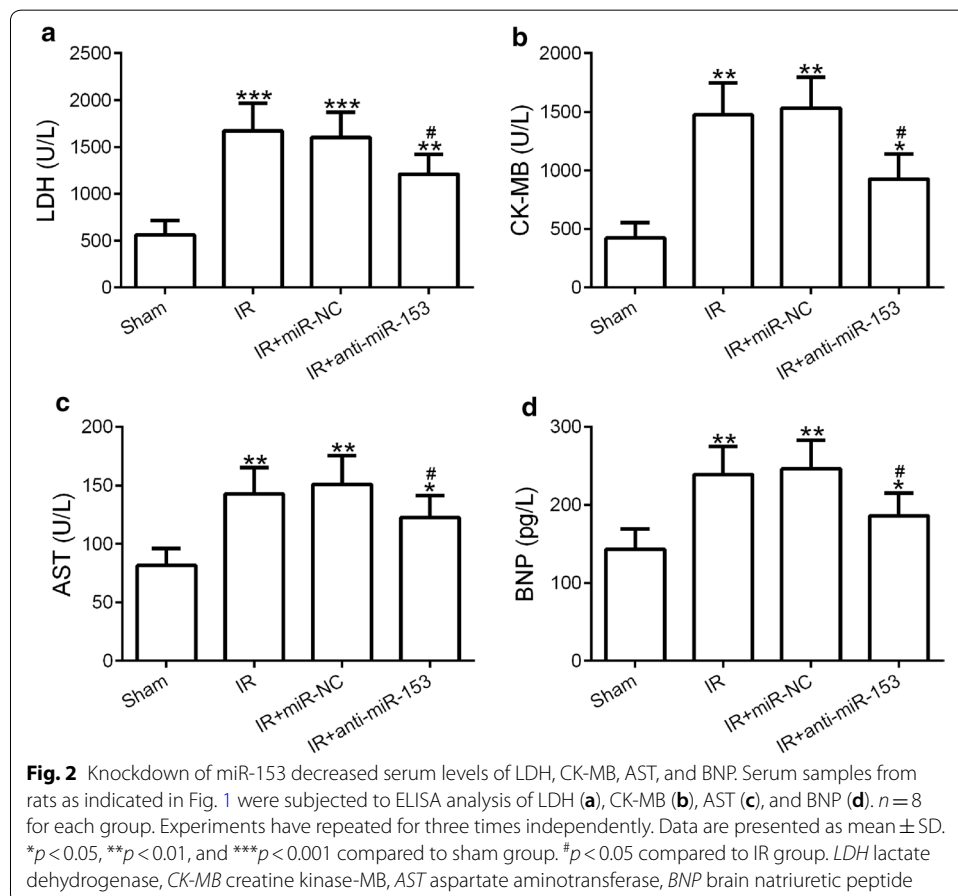 a
2500
2000
1500
1000
500
0
LDH (U/L)
*** *** # **
Sham IR IR+miR-NC IR+anti-miR-153
b
2000
1500
1000
500
0
CK-MB (U/L)
** ** # *
Sham IR IR+miR-NC IR+anti-miR-153
c
200
150
100
50
0
AST (U/L)
** ** # *
Sham IR IR+miR-NC IR+anti-miR-153
d
300
200
100
0
BNP (pg/L)
** ** # *
Sham IR IR+miR-NC IR+anti-miR-153
Fig. 2 Knockdown of miR-153 decreased serum levels of LDH, CK-MB, AST, and BNP. Serum samples from
rats as indicated in Fig. 1 were subjected to ELISA analysis of LDH (a), CK-MB (b), AST (c), and BNP (d). n = 8
for each group. Experiments have repeated for three times independently. Data are presented as mean ± SD.
*p < 0.05, **p < 0.01, and ***p < 0.001 compared to sham group. #p < 0.05 compared to IR group. LDH lactate
dehydrogenase, CK-MB creatine kinase-MB, AST aspartate aminotransferase, BNP brain natriuretic peptide